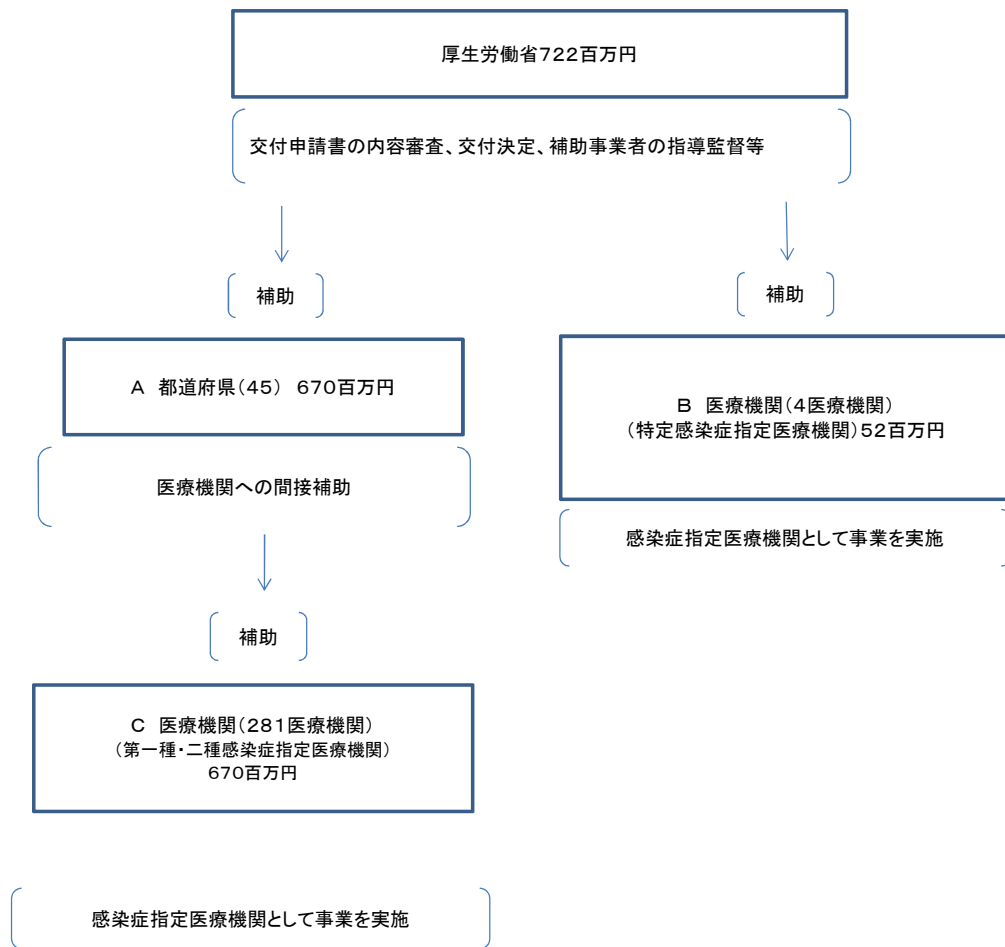 厚生労働省722百万円
交付申請書の内容審査、交付決定、補助事業者の指導監督等
補助
補助
A 都道府県(45) 670百万円
B 医療機関(4医療機関)
(特定感染症指定医療機関)52百万円
医療機関への間接補助
感染症指定医療機関として事業を実施
補助
C 医療機関(281医療機関)
(第一種・二種感染症指定医療機関)
670百万円
感染症指定医療機関として事業を実施